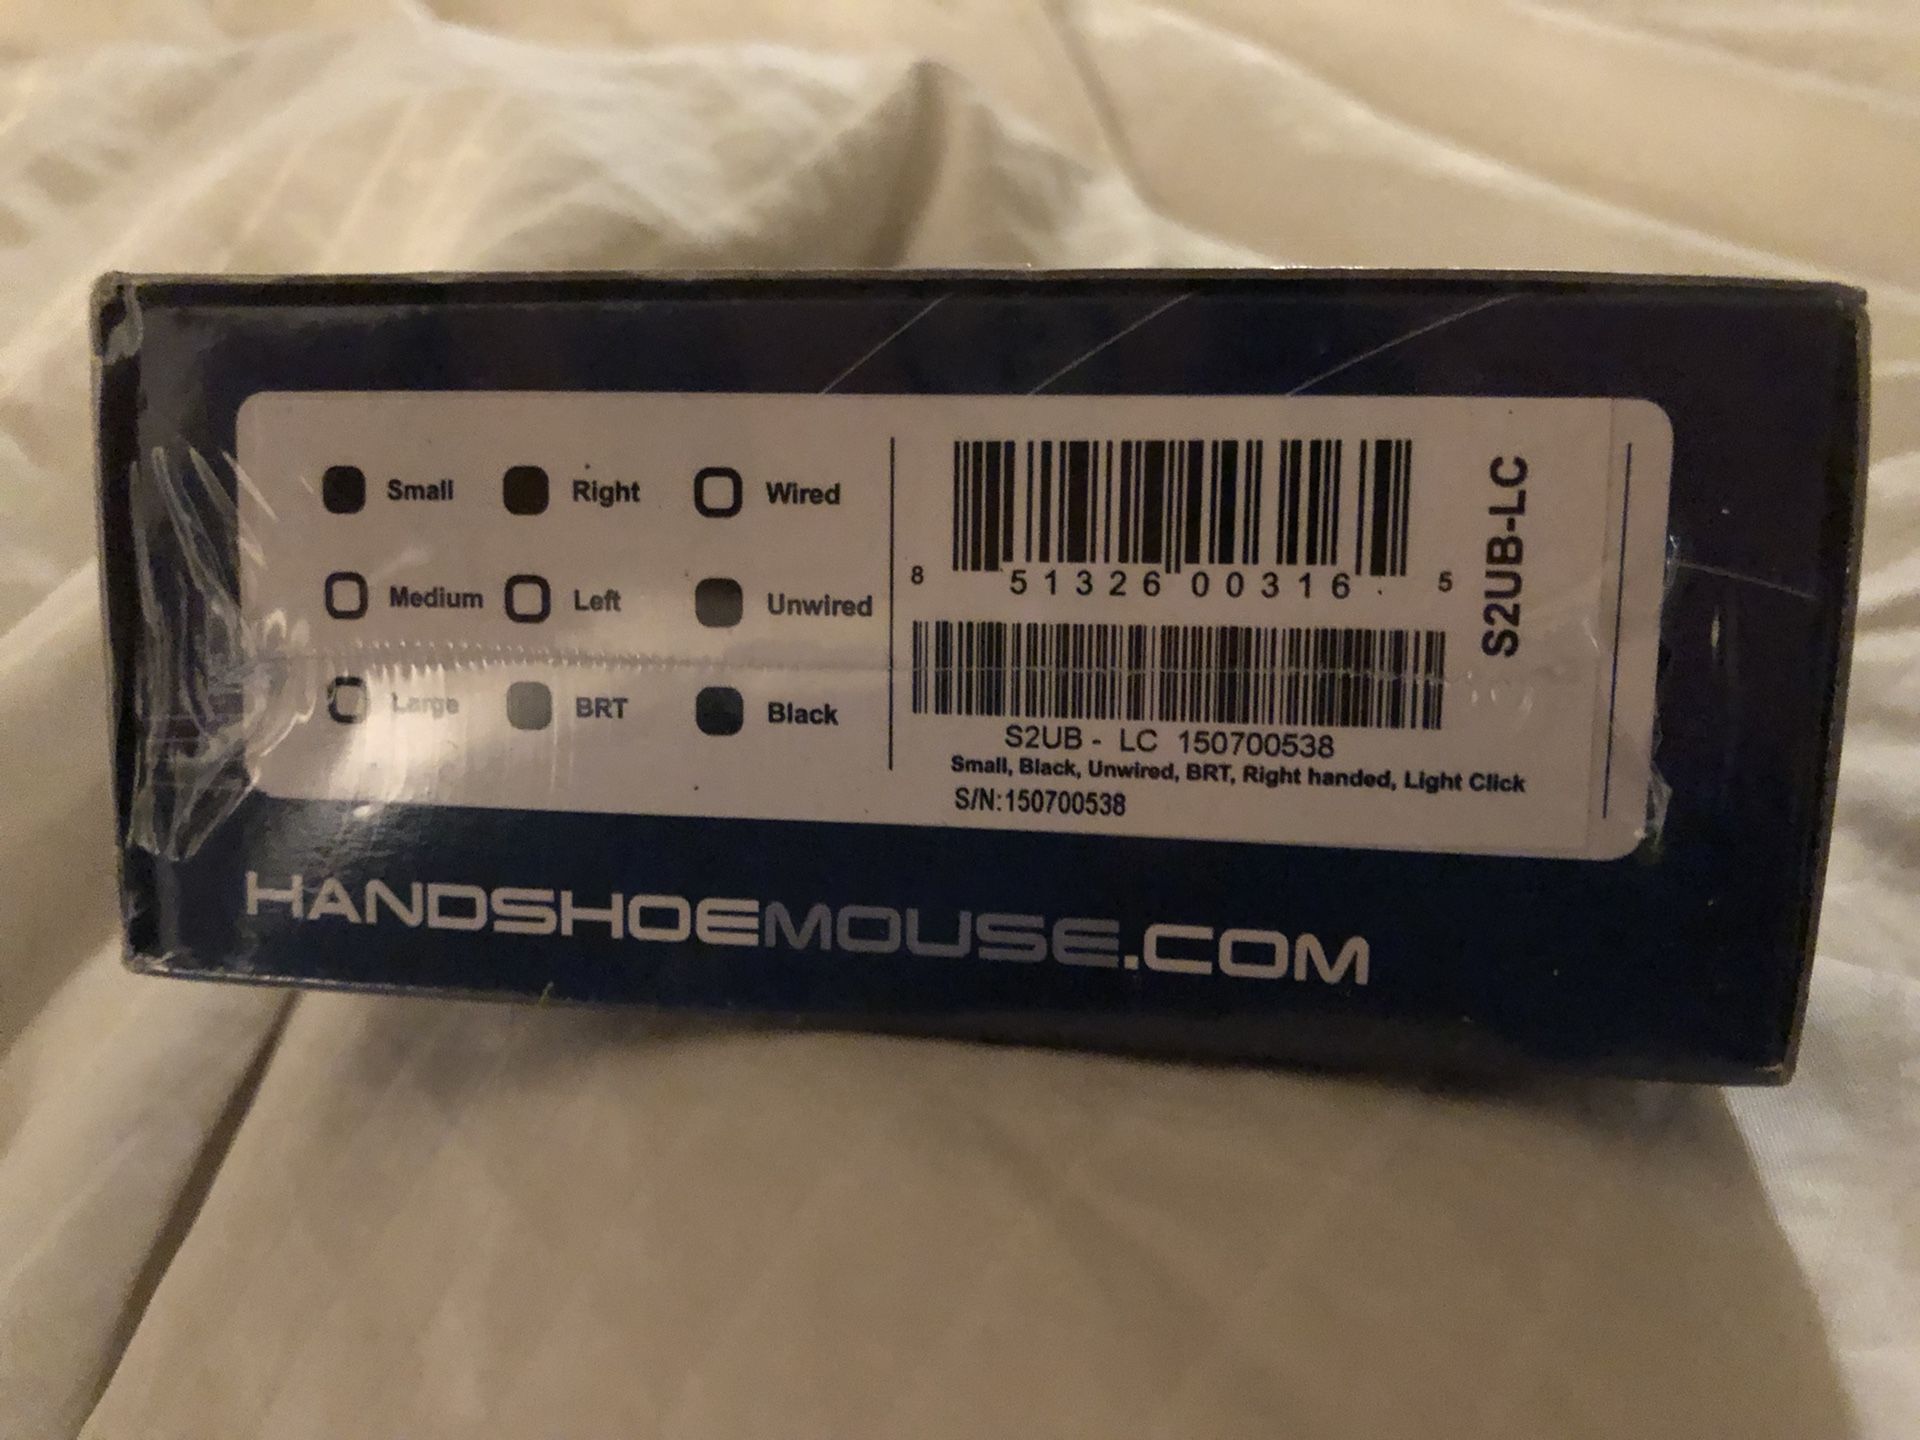 Small Right Wired
Medium Left Unwired
Large BRT Black
8 51326 00316 5
S2UB - LC 150700538
Small, Black, Unwired, BRT, Right handed, Light Click
S/N:150700538
S2UB-LC
HANDSHOEMOUSE.COM